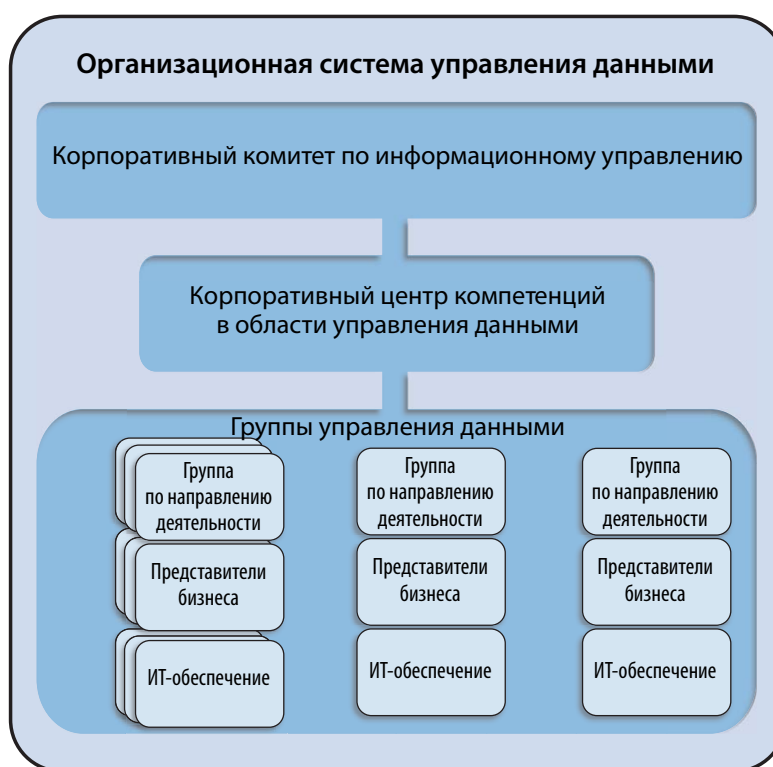 Организационная система управления данными
Корпоративный комитет по информационному управлению
Корпоративный центр компетенций
в области управления данными
Группы управления данными
Группа
по направлению
деятельности
Представители
бизнеса
ИТ-обеспечение
Группа
по направлению
деятельности
Представители
бизнеса
ИТ-обеспечение
Группа
по направлению
деятельности
Представители
бизнеса
ИТ-обеспечение